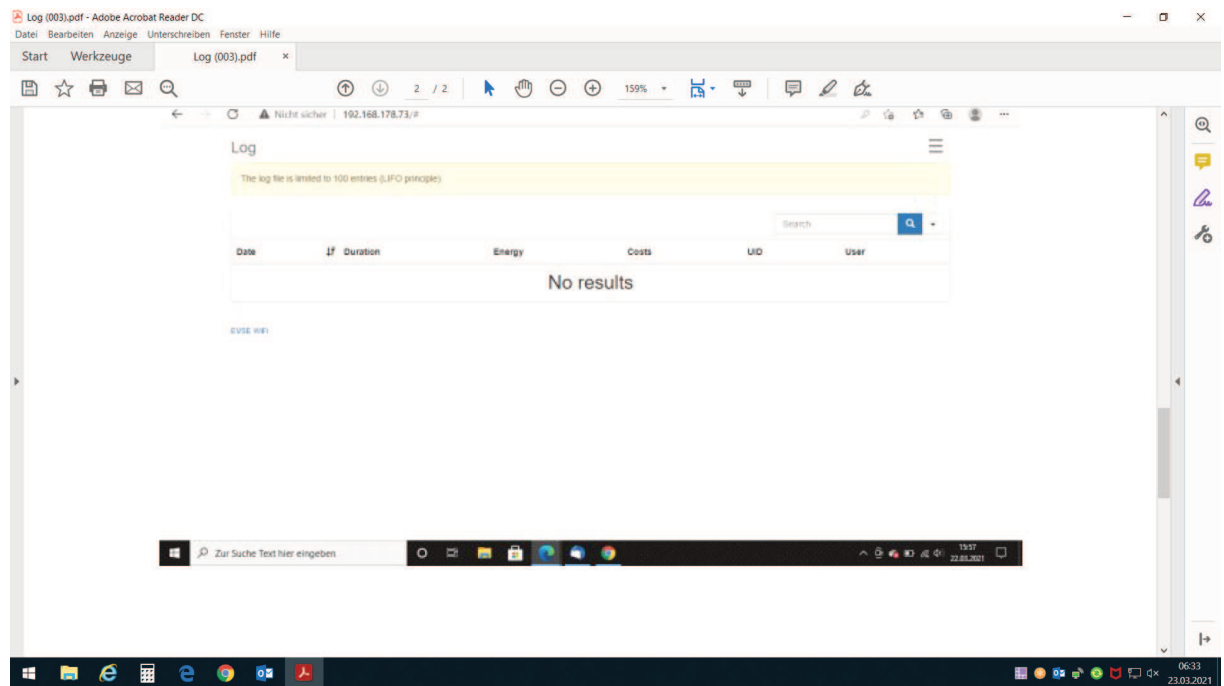 Log (003).pdf - Adobe Acrobat Reader DC
Datei Bearbeiten Anzeige Unterschreiben Fenster Hilfe
Start Werkzeuge Log (003).pdf ×
2 / 2 159%
Nicht sicher | 192.168.178.73/#
Log
The log file is limited to 100 entries (LIFO principle)
Search
Date Duration Energy Costs UID User
No results
EVSE WiFi
Zur Suche Text hier eingeben
15:57
22.03.2021
06:33
23.03.2021